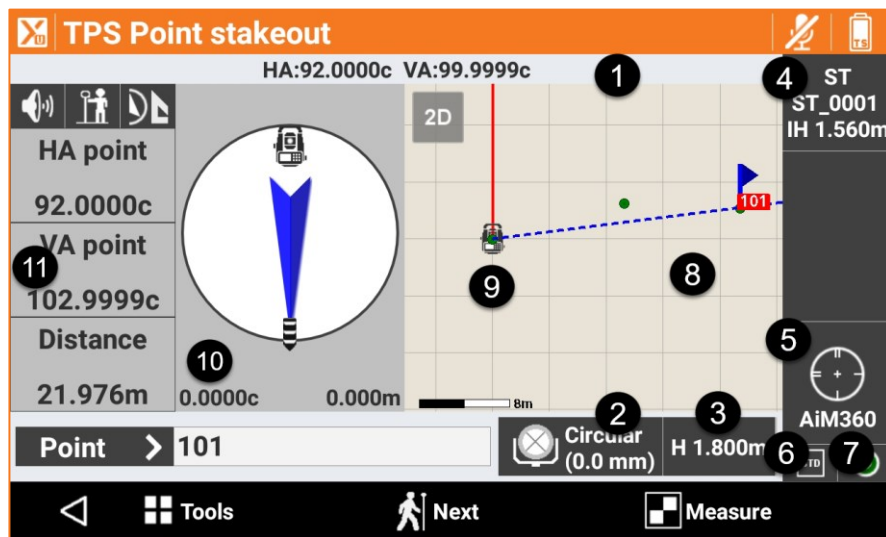 TPS Point stakeout
HA:92.0000c VA:99.9999c
1
4
ST
ST_0001
IH 1.560m
2D
HA point
92.0000c
VA point
11
102.9999c
Distance
21.976m
101
9
8
10
0.0000c
0.000m
8m
5
AiM360
Point
101
2
Circular
(0.0 mm)
3
H 1.800m
6
7
Tools
Next
Measure